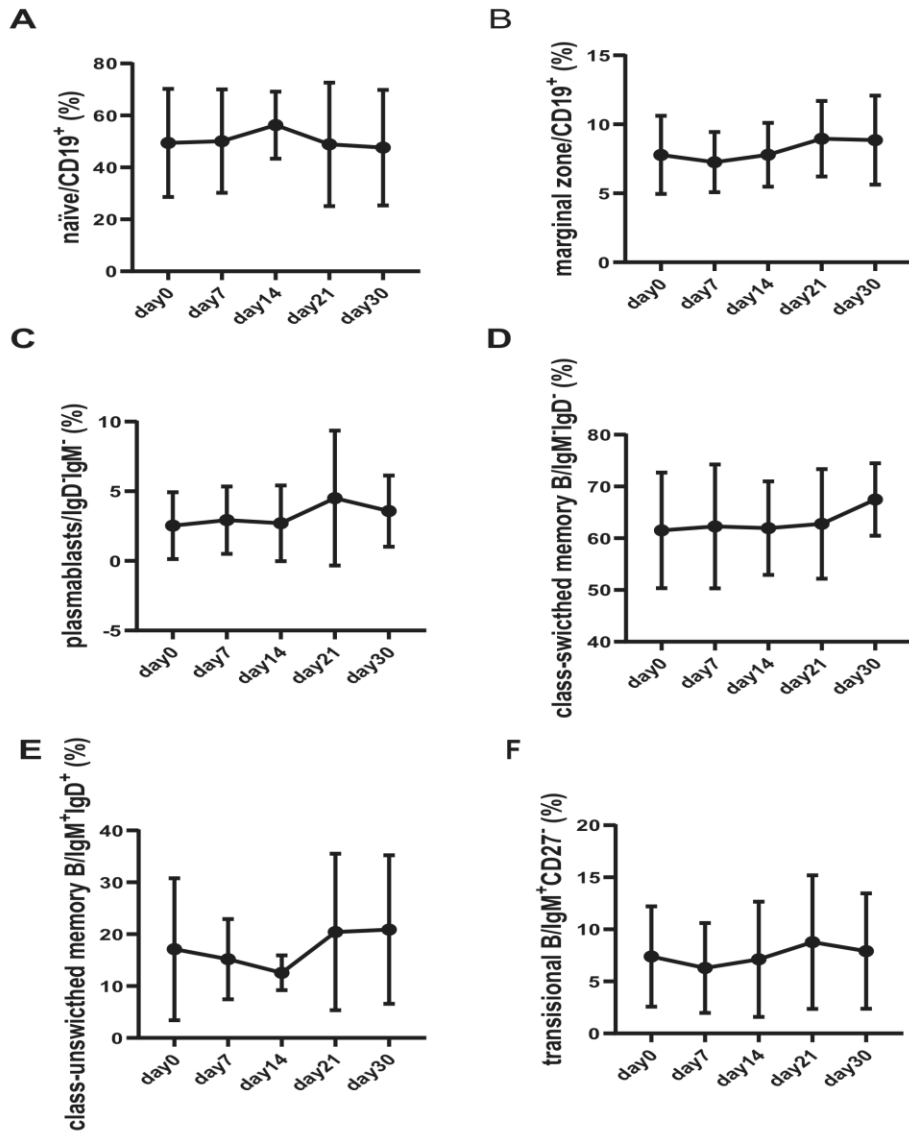 A
naïve/CD19⁺ (%)
80
60
40
20
0
day0
day7
day14
day21
day30
B
marginal zone/CD19⁺ (%)
15
10
5
0
day0
day7
day14
day21
day30
C
plasmablasts/IgD⁻IgM⁻ (%)
10
5
0
-5
day0
day7
day14
day21
day30
D
class-swicthed memory B/IgM⁻IgD⁻ (%)
80
70
60
50
40
day0
day7
day14
day21
day30
E
class-unswicthed memory B/IgM⁺IgD⁺ (%)
40
30
20
10
0
day0
day7
day14
day21
day30
F
transisional B/IgM⁺CD27⁻ (%)
20
15
10
5
0
day0
day7
day14
day21
day30